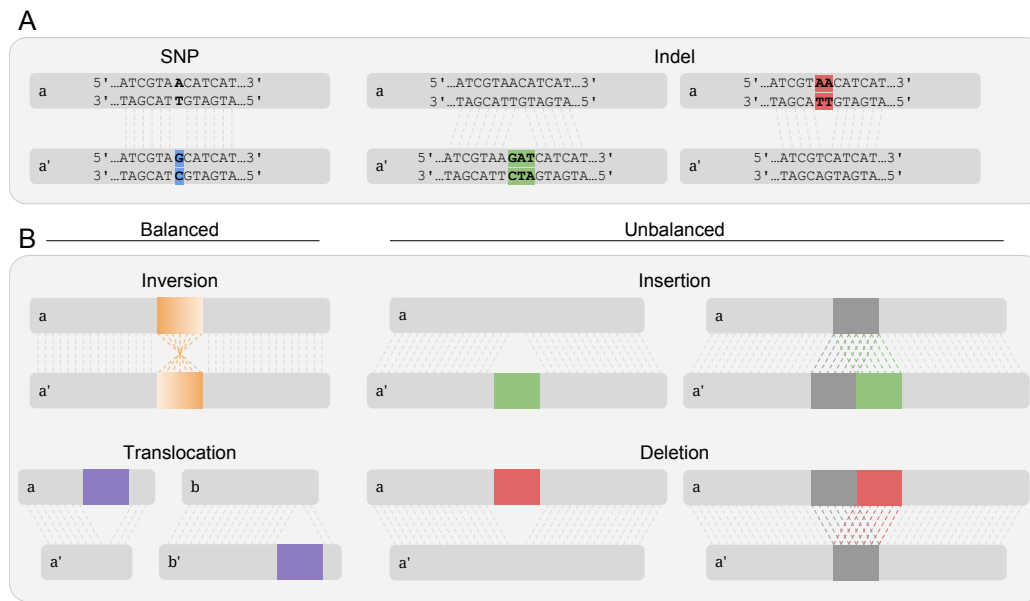 A
SNP
Indel
a
5'…ATCGTAACATCAT…3'
3'…TAGCATTGTAGTA…5'
5'…ATCGTAACATCAT…3'
3'…TAGCATTGTAGTA…5'
a
5'…ATCGTAACATCAT…3'
3'…TAGCATTGTAGTA…5'
a'
5'…ATCGTAGCATCAT…3'
3'…TAGCATCGTAGTA…5'
a'
5'…ATCGTAAGATCATCAT…3'
3'…TAGCATTCTAGTAGTA…5'
a'
5'…ATCGTCATCAT…3'
3'…TAGCAGTAGTA…5'
B
Balanced
Unbalanced
Inversion
Insertion
a
a
a
a'
a'
a'
Translocation
Deletion
a
b
a
a
a'
b'
a'
a'